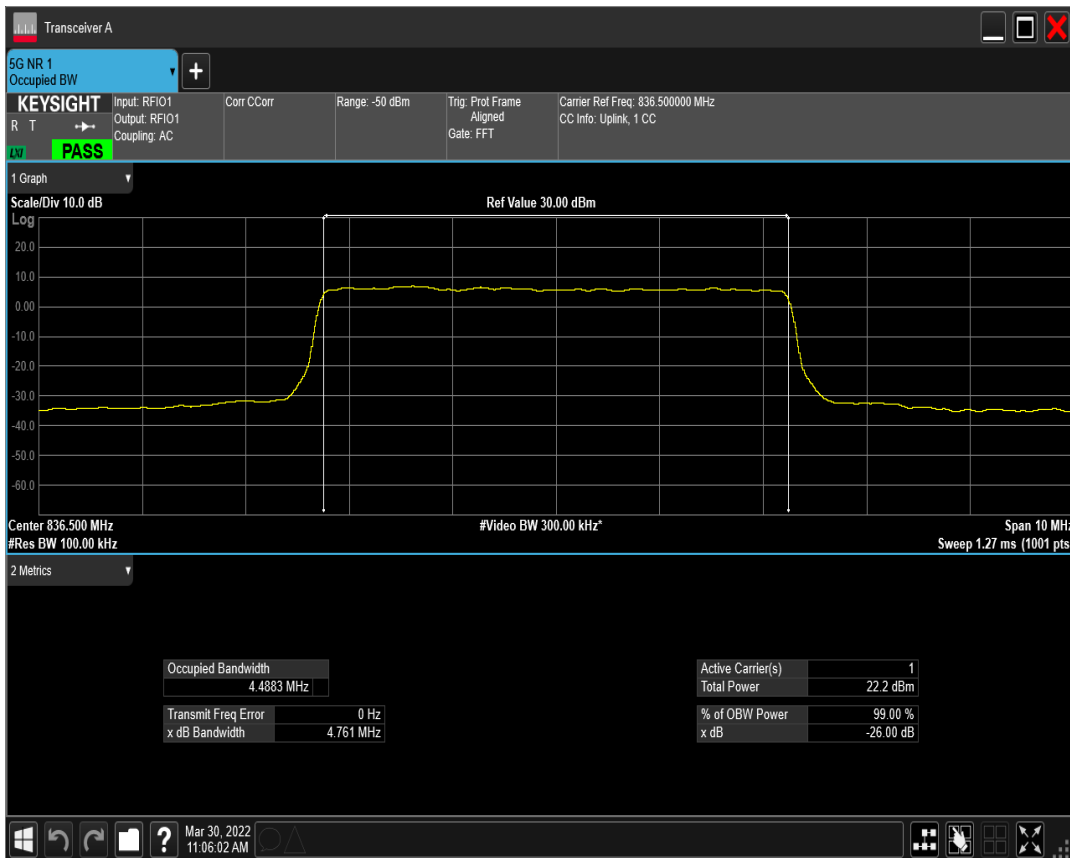 Transceiver A
5G NR 1
Occupied BW
KEYSIGHT
R T
LXI
PASS
Input: RFIO1
Output: RFIO1
Coupling: AC
Corr CCorr
Range: -50 dBm
Trig: Prot Frame
Aligned
Gate: FFT
Carrier Ref Freq: 836.500000 MHz
CC Info: Uplink, 1 CC
1 Graph
Scale/Div 10.0 dB
Ref Value 30.00 dBm
Log
20.0
10.0
0.00
-10.0
-20.0
-30.0
-40.0
-50.0
-60.0
Center 836.500 MHz
#Video BW 300.00 kHz*
Span 10 MHz
#Res BW 100.00 kHz
Sweep 1.27 ms (1001 pts
2 Metrics
Occupied Bandwidth
4.4883 MHz
Transmit Freq Error 0 Hz
x dB Bandwidth 4.761 MHz
Active Carrier(s) 1
Total Power 22.2 dBm
% of OBW Power 99.00 %
x dB -26.00 dB
?
Mar 30, 2022
11:06:02 AM